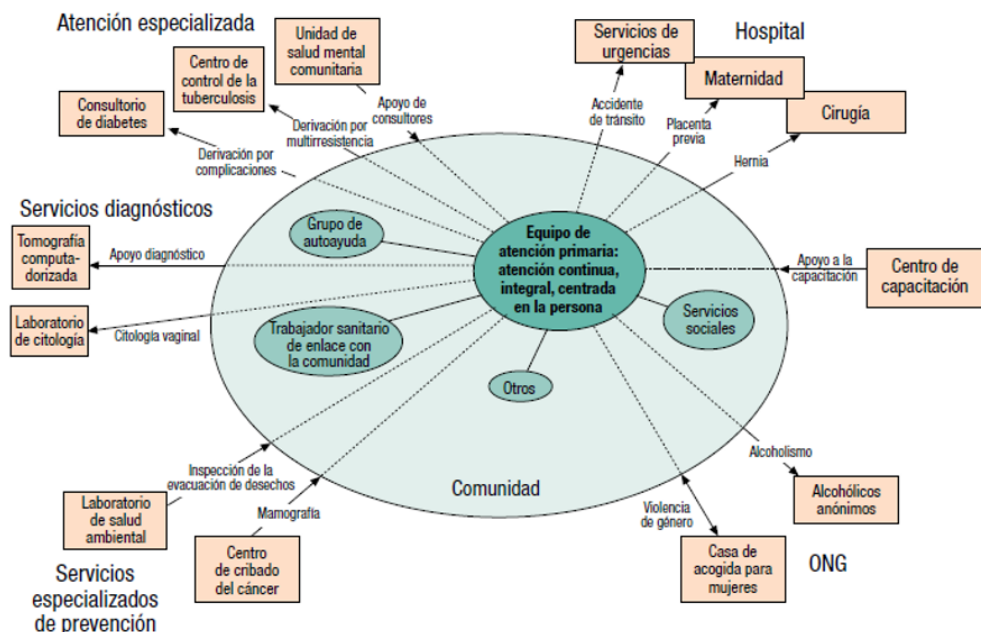 Atención especializada
Unidad de
salud mental
comunitaria
Centro de
control de la
tuberculosis
Consultorio
de diabetes
Apoyo de
consultores
Derivación por
multirresistencia
Derivación por
complicaciones
Hospital
Servicios de
urgencias
Maternidad
Cirugía
Accidente
de tránsito
Placenta
previa
Hernia
Servicios diagnósticos
Tomografía
computa-
dorizada
Apoyo diagnóstico
Laboratorio
de citología
Citología vaginal
Grupo de
autoayuda
Equipo de
atención primaria:
atención continua,
integral, centrada
en la persona
Trabajador sanitario
de enlace con
la comunidad
Servicios
sociales
Otros
Apoyo a la
capacitación
Centro de
capacitación
Comunidad
Inspección de la
evacuación de desechos
Mamografía
Laboratorio
de salud
ambiental
Centro
de cribado
del cáncer
Servicios
especializados
de prevención
Alcoholismo
Alcohólicos
anónimos
Violencia
de género
Casa de
acogida para
mujeres
ONG